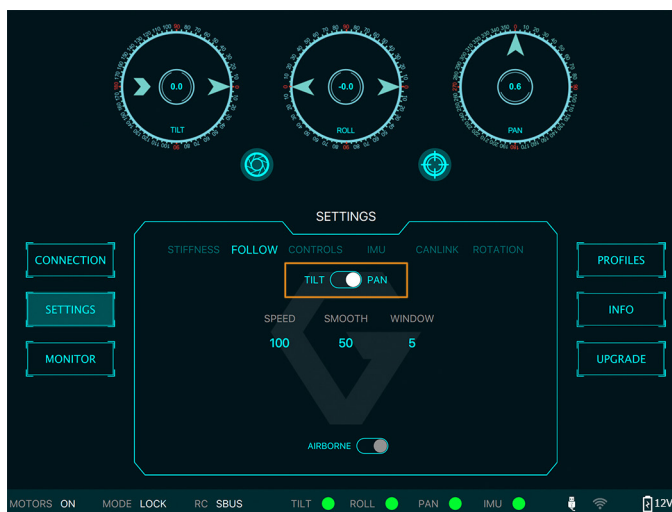 0.0
TILT
-0.0
ROLL
0.6
PAN
SETTINGS
STIFFNESS FOLLOW CONTROLS IMU CANLINK ROTATION
TILT PAN
SPEED SMOOTH WINDOW
100 50 5
AIRBORNE
CONNECTION
SETTINGS
MONITOR
PROFILES
INFO
UPGRADE
MOTORS ON MODE LOCK RC SBUS TILT ROLL PAN IMU 12V